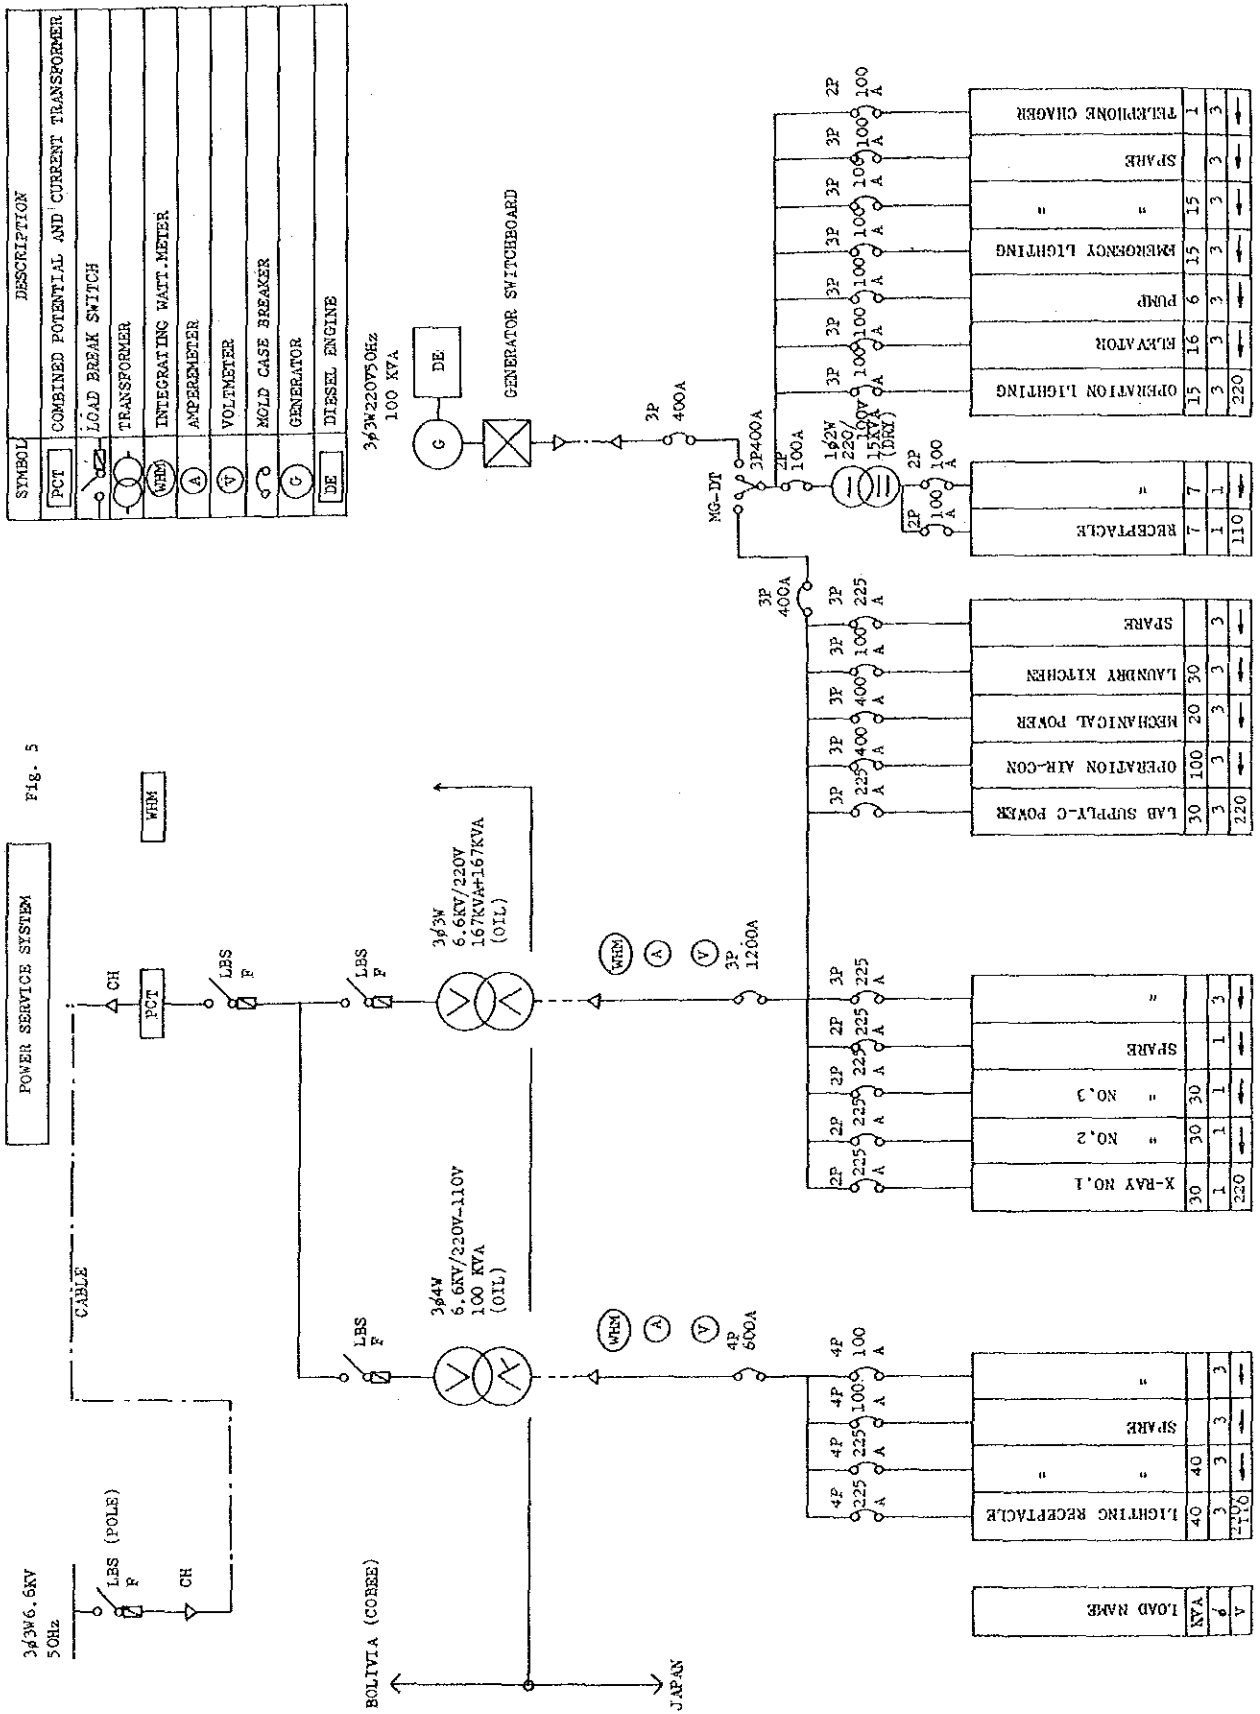 POWER SERVICE SYSTEM
Fig. 5
SYMBOL DESCRIPTION
PCT COMBINED POTENTIAL AND CURRENT TRANSFORMER
LOAD BREAK SWITCH
TRANSFORMER
WHM INTEGRATING WATT.METER
A AMPEREMETER
V VOLTMETER
MOLD CASE BREAKER
G GENERATOR
DE DIESEL ENGINE
3ø3W6.6KV
50Hz
LBS (POLE)
F
CH
CABLE
CH
PCT
WHM
LBS
F
LBS
F
LBS
F
3ø4W
6.6KV/220V-110V
100 KVA
(OIL)
3ø3W
6.6KV/220V
167KVA+167KVA
(OIL)
BOLIVIA (COBEE)
JAPAN
WHM
A
V
4P
600A
WHM
A
V
3P
1200A
3ø3W220V50Hz
100 KVA
G
DE
GENERATOR SWITCHBOARD
3P
400A
MG-DT
3P400A
3P
400A
2P
100A
1ø2W
220/
100V
15KVA
(DRY)
2P
100
A
2P
100
A
4P
225
A
4P
225
A
4P
100
A
4P
100
A
2P
225
A
2P
225
A
2P
225
A
2P
225
A
3P
225
A
3P
225
A
3P
400
A
3P
400
A
3P
100
A
3P
225
A
3P
100
A
3P
100
A
3P
100
A
3P
100
A
3P
100
A
3P
100
A
2P
100
A
LOAD NAME KVA ø V
LIGHTING RECEPTACLE 40 3 220/110
" " 40 3
SPARE 3
" 3
X-RAY NO,1 30 1 220
" NO,2 30 1
" NO,3 30 1
SPARE 1
" 3
LAB SUPPLY-C POWER 30 3 220
OPERATION AIR-CON 100 3
MECHANICAL POWER 20 3
LAUNDRY KITCHEN 30 3
SPARE 3
RECEPTACLE 7 1 110
" 7 1
OPERATION LIGHTING 15 3 220
ELEVATOR 16 3
PUMP 6 3
EMERGENCY LIGHTING 15 3
" " 15 3
SPARE 3
TELEPHONE CHAGER 1 3